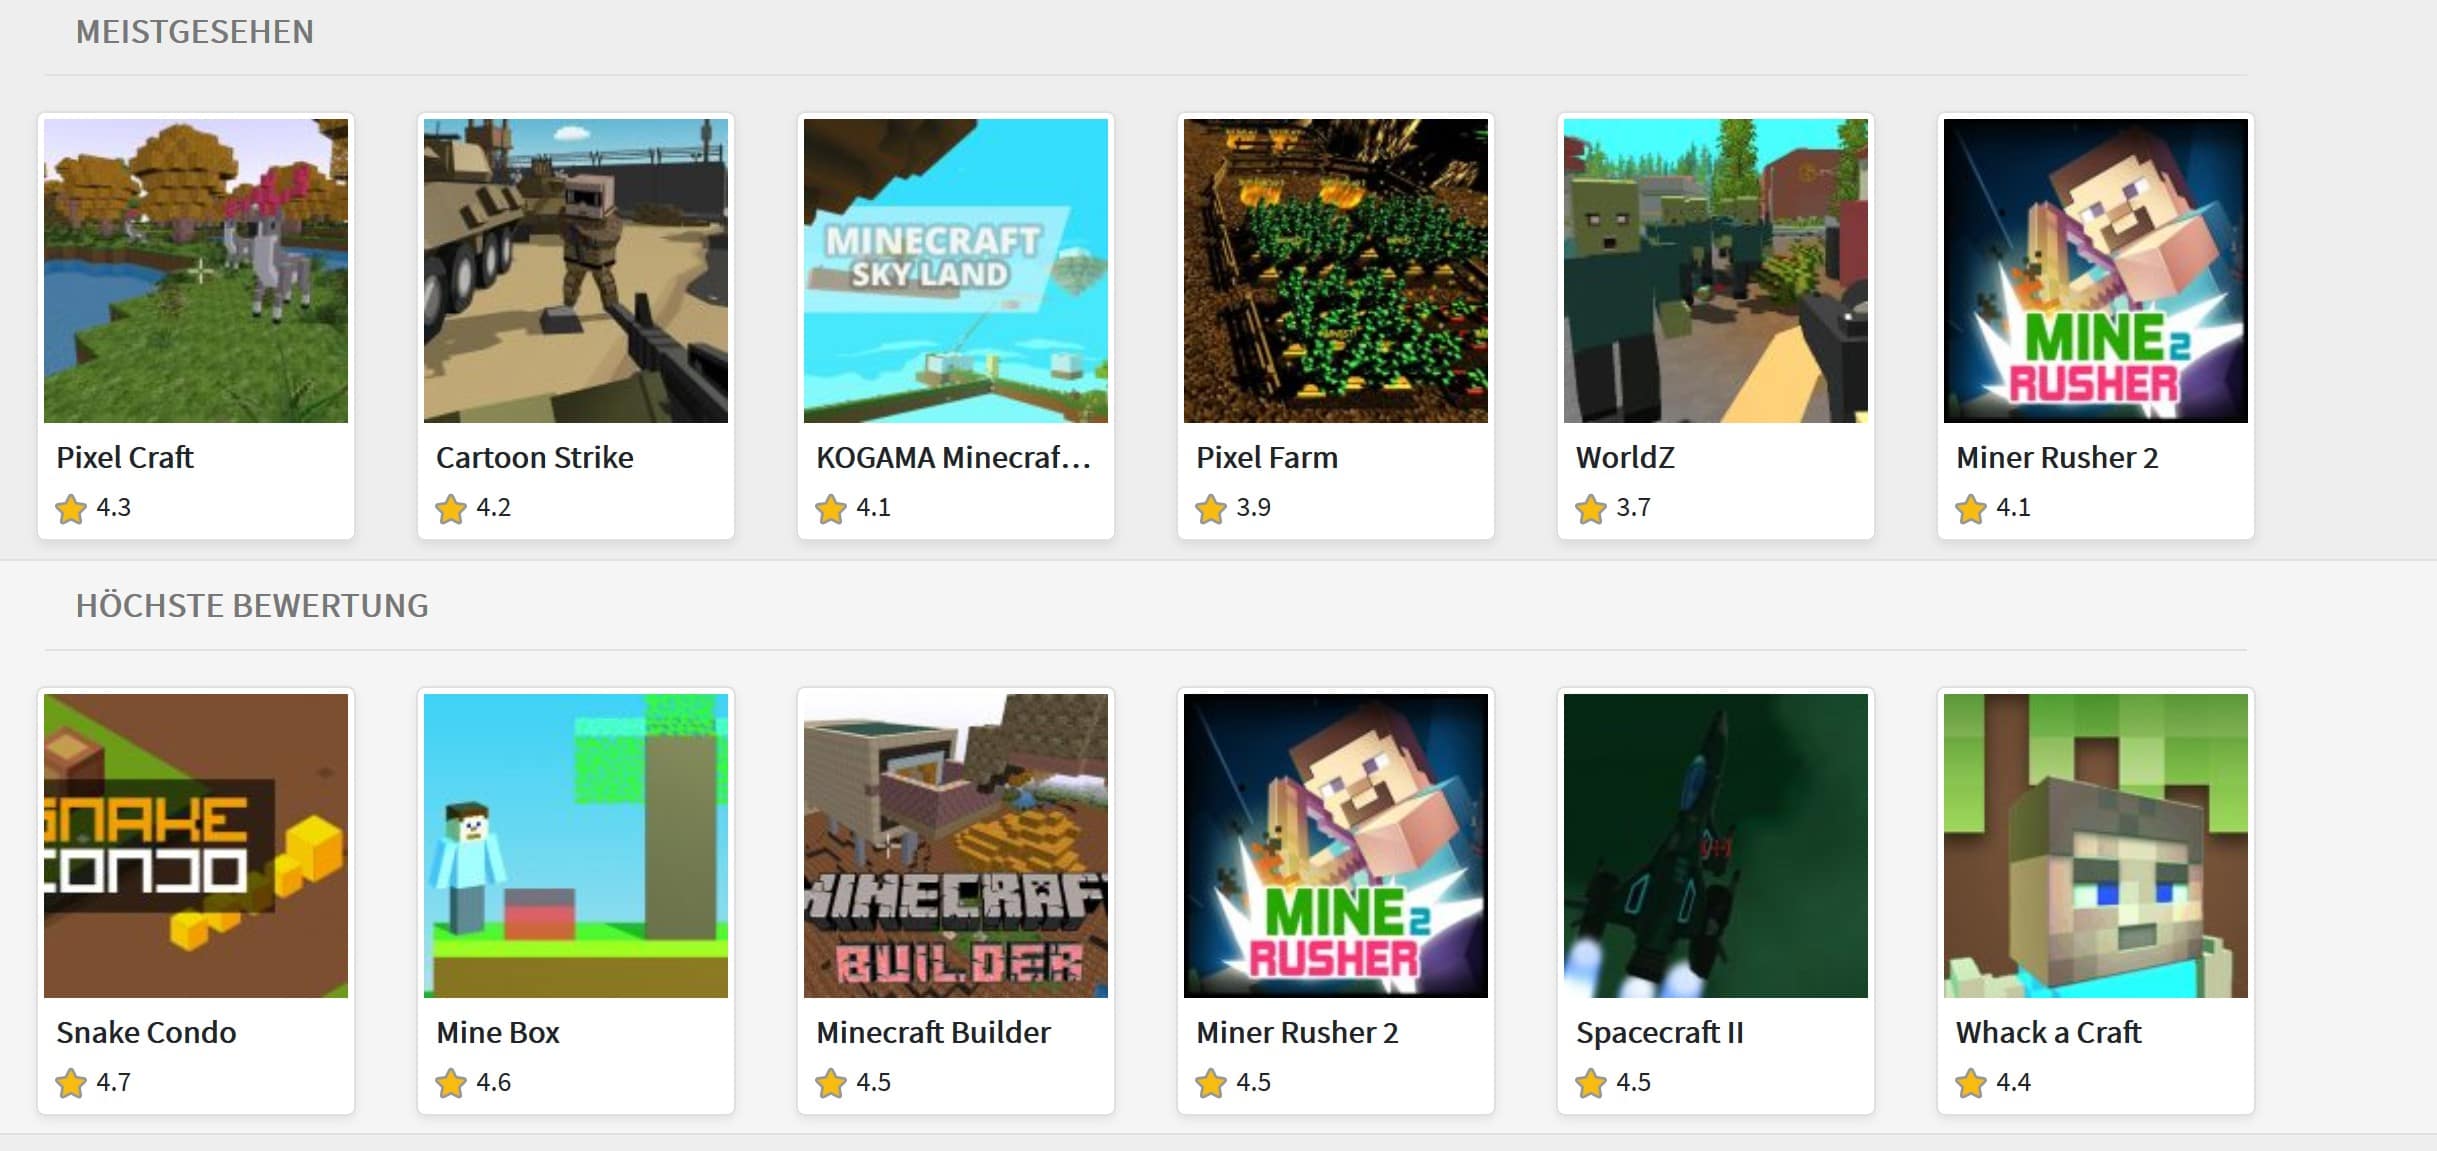 MEISTGESEHEN
MINECRAFT
SKY LAND
MINE 2
RUSHER
Pixel Craft
Cartoon Strike
KOGAMA Minecraf...
Pixel Farm
WorldZ
Miner Rusher 2
4.3
4.2
4.1
3.9
3.7
4.1
HÖCHSTE BEWERTUNG
SNAKE
CONDO
MINECRAFT
BUILDER
MINE 2
RUSHER
Snake Condo
Mine Box
Minecraft Builder
Miner Rusher 2
Spacecraft II
Whack a Craft
4.7
4.6
4.5
4.5
4.5
4.4